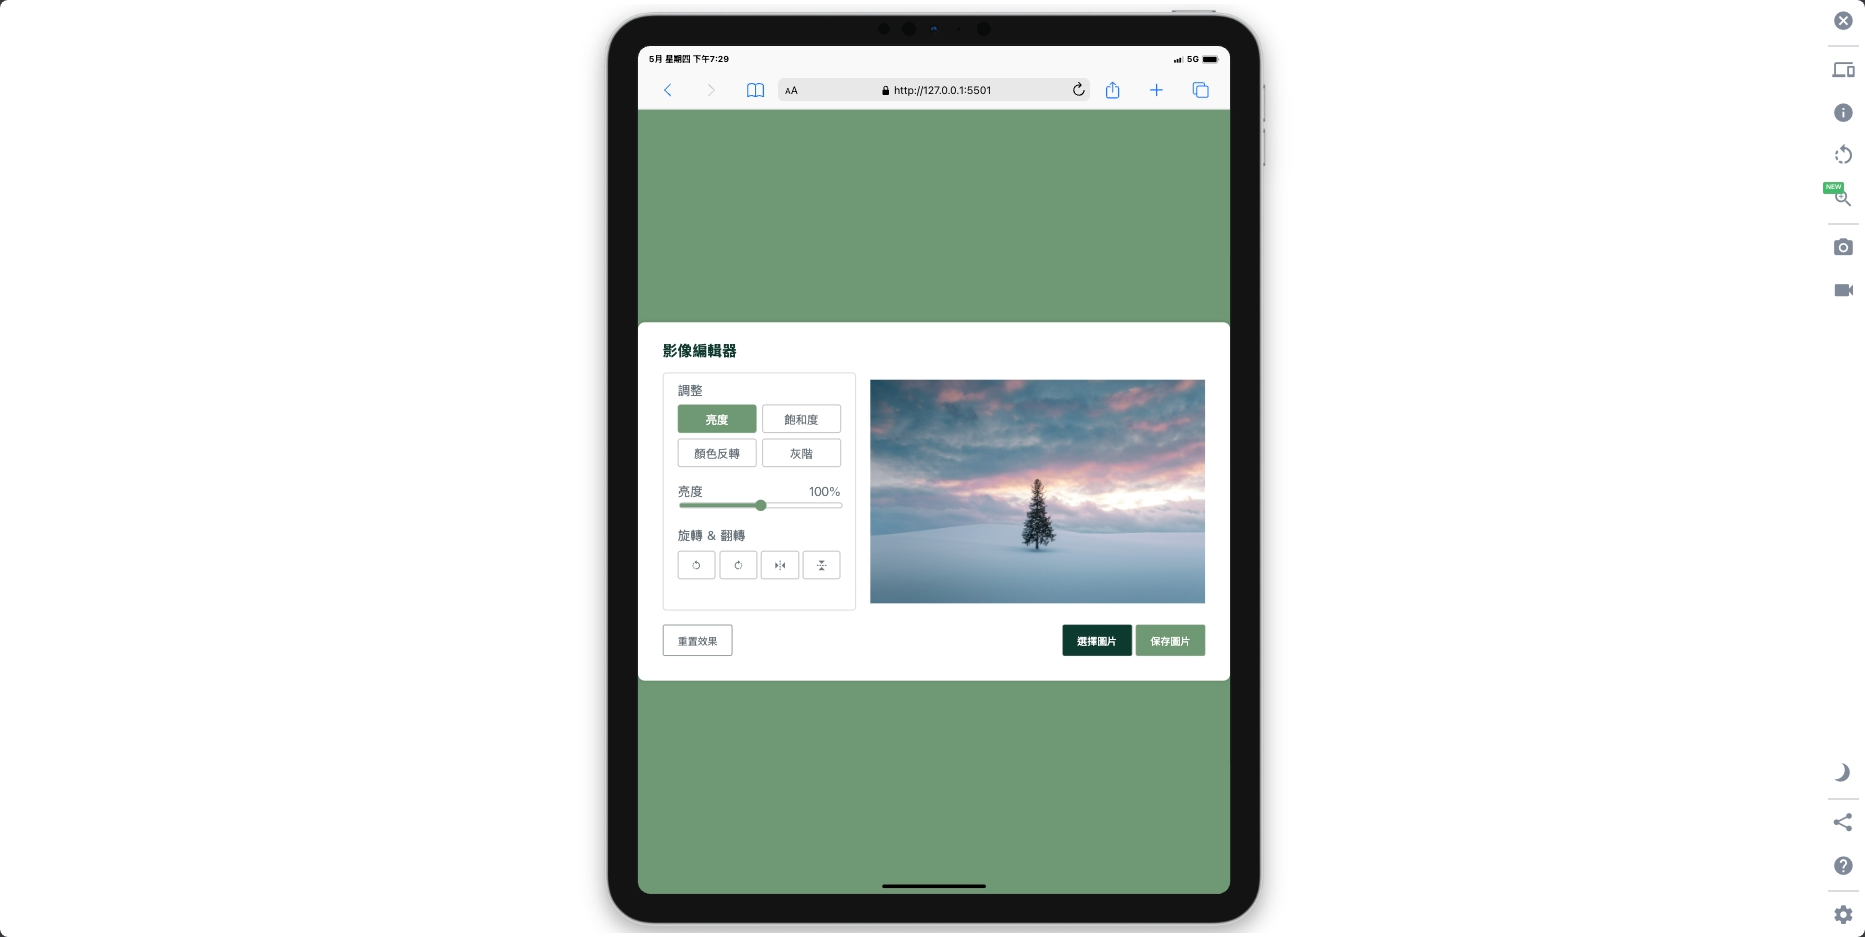 5月 星期四 下午7:29
5G
AA
http://127.0.0.1:5501
NEW
影像編輯器
調整
亮度 飽和度
顏色反轉 灰階
亮度 100%
旋轉 & 翻轉
重置效果 選擇圖片 保存圖片